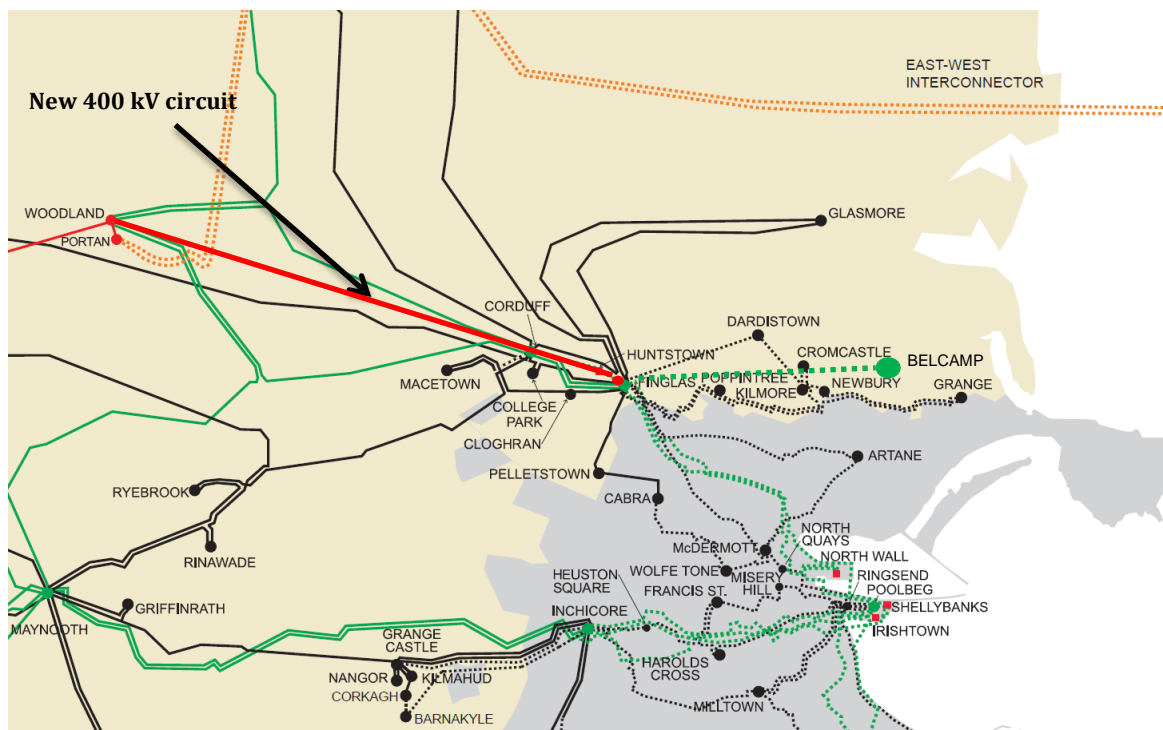 EAST-WEST
INTERCONNECTOR
New 400 kV circuit
WOODLAND
PORTAN
GLASMORE
CORDUFF
DARDISTOWN
HUNTSTOWN
CROMCASTLE
BELCAMP
MACETOWN
FINGLAS
POPPINTREE
KILMORE
NEWBURY
GRANGE
COLLEGE
PARK
CLOGHRAN
PELLETSTOWN
ARTANE
RYEBROOK
CABRA
RINAWADE
NORTH
QUAYS
McDERMOTT
NORTH WALL
WOLFE TONE
MISERY
HILL
HEUSTON
SQUARE
FRANCIS ST.
RINGSEND
POOLBEG
GRIFFINRATH
INCHICORE
SHELLYBANKS
MAYNOOTH
IRISHTOWN
GRANGE
CASTLE
HAROLDS
CROSS
NANGOR
KILMAHUD
CORKAGH
MILLTOWN
BARNAKYLE